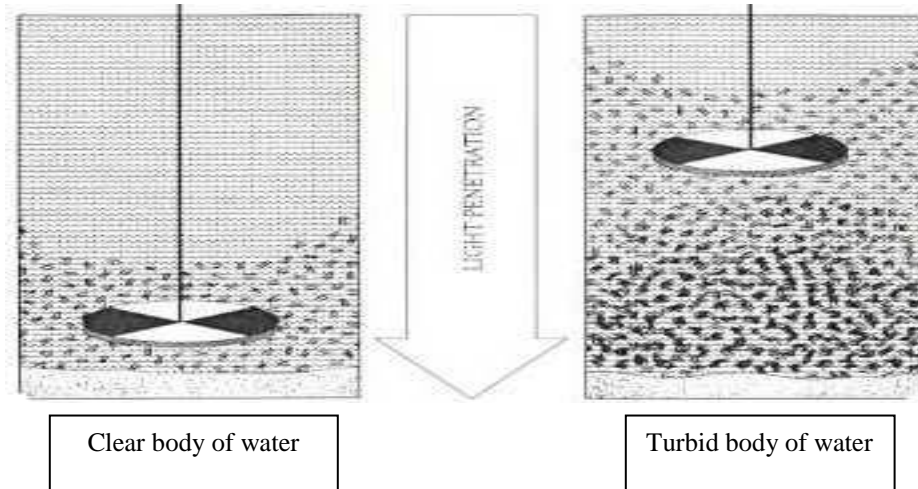 LIGHT PENETRATION
Clear body of water
Turbid body of water